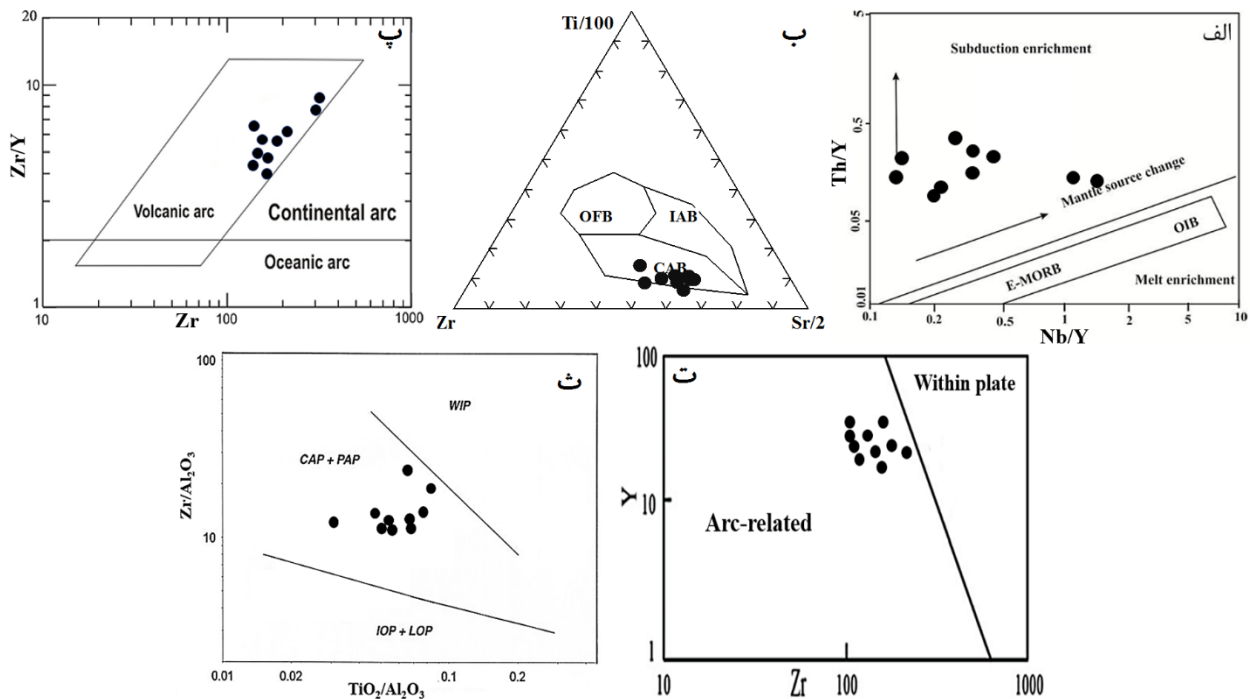 الف
5
0.5
0.05
0.01
Th/Y
Subduction enrichment
Mantle source change
OIB
E-MORB
Melt enrichment
0.1
0.2
0.5
1
2
5
10
Nb/Y
ب
Ti/100
OFB
IAB
CAB
Zr
Sr/2
پ
20
10
1
Zr/Y
Volcanic arc
Continental arc
Oceanic arc
10
100
1000
Zr
ت
100
10
1
Y
Within plate
Arc-related
10
100
1000
Zr
ث
100
10
Zr/Al₂O₃
WIP
CAP + PAP
IOP + LOP
0.01
0.02
0.1
0.2
TiO₂/Al₂O₃